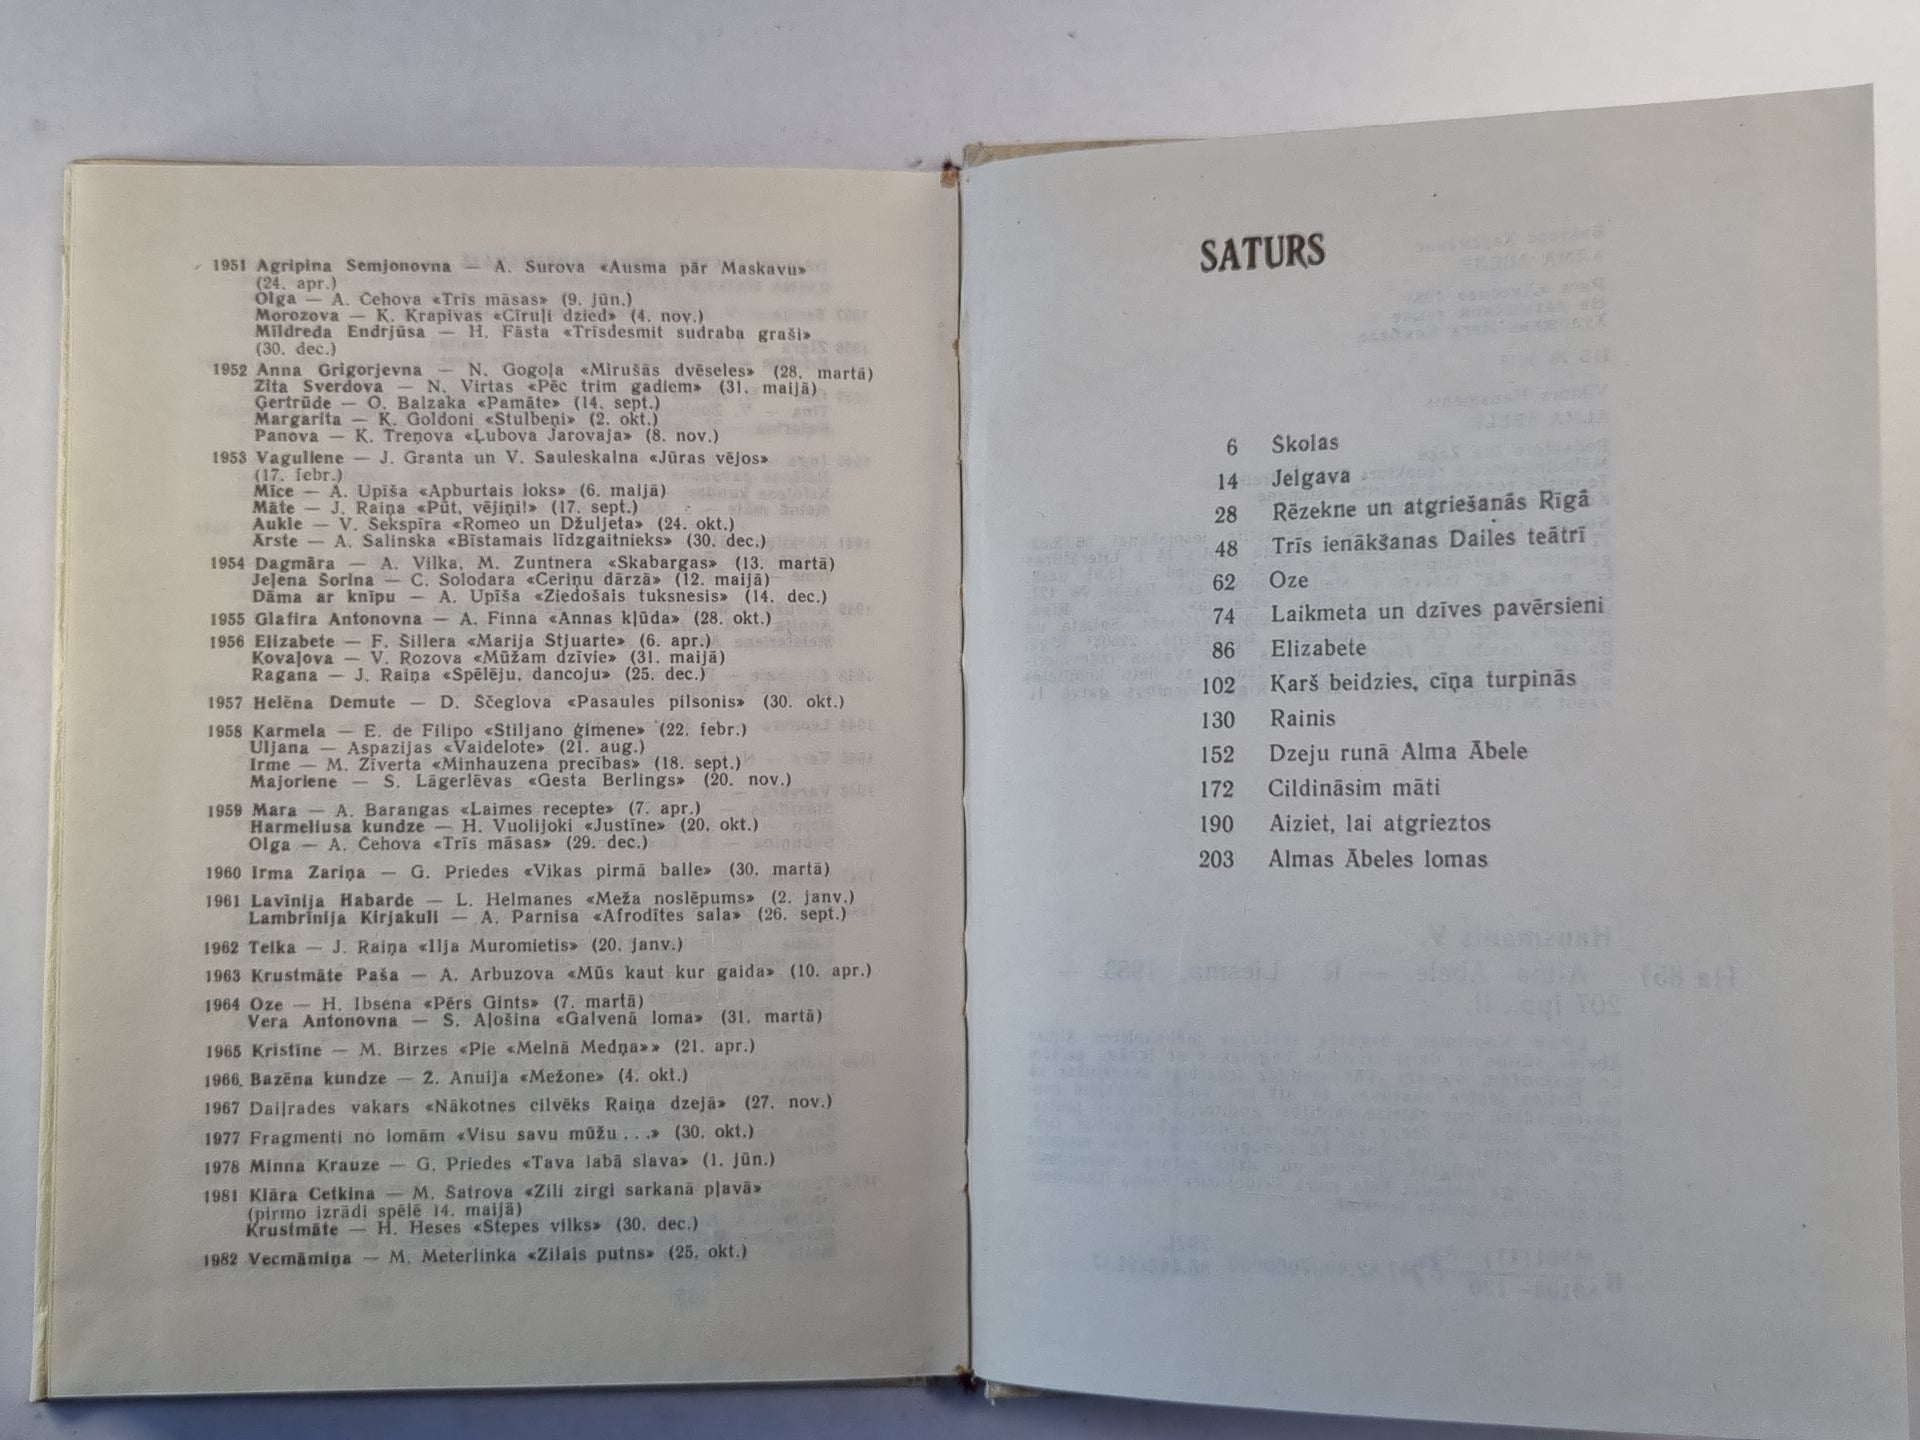 1951 Agripina Semjonovna — A. Surova «Ausma pār Maskavu»
(24. apr.)
Olga — A. Čehova «Trīs māsas» (9. jūn.)
Morozova — K. Krapivas «Cīruļi dzied» (4. nov.)
Mildreda Endrjūsa — H. Fāsta «Trīsdesmit sudraba graši»
(30. dec.)
1952 Anna Grigorjevna — N. Gogoļa «Mirušās dvēseles» (28. martā)
Zita Sverdova — N. Virtas «Pēc trim gadiem» (31. maijā)
Ģertrūde — O. Balzaka «Pamāte» (14. sept.)
Margarita — K. Goldoni «Stulbeņi» (2. okt.)
Panova — K. Treņova «Ļubova Jarovaja» (8. nov.)
1953 Vaguliene — J. Granta un V. Sauleskalna «Jūras vējos»
(17. febr.)
Mice — A. Upīša «Apburtais loks» (6. maijā)
Māte — J. Raiņa «Pūt, vējiņi!» (17. sept.)
Aukle — V. Šekspīra «Romeo un Džuljeta» (24. okt.)
Ārste — A. Salinska «Bīstamais līdzgaitnieks» (30. dec.)
1954 Dagmāra — A. Vilka, M. Zuntnera «Skabargas» (13. martā)
Jeļena Šorina — C. Solodara «Ceriņu dārzā» (12. maijā)
Dāma ar knipu — A. Upīša «Ziedošais tuksnesis» (14. dec.)
1955 Glafira Antonovna — A. Finna «Annas kļūda» (28. okt.)
1956 Elizabete — F. Šillera «Marija Stjuarte» (6. apr.)
Kovaļova — V. Rozova «Mūžam dzīvie» (31. maijā)
Ragana — J. Raiņa «Spēlēju, dancoju» (25. dec.)
1957 Helēna Demute — D. Ščeglova «Pasaules pilsonis» (30. okt.)
1958 Karmela — E. de Filipo «Stiljano ģimene» (22. febr.)
Uljana — Aspazijas «Vaidelote» (21. aug.)
Irme — M. Zīverta «Minhauzena precības» (18. sept.)
Majoriene — S. Lāgerlēvas «Gesta Berlings» (20. nov.)
1959 Mara — A. Barangas «Laimes recepte» (7. apr.)
Harmeliusa kundze — H. Vuolijoki «Justīne» (20. okt.)
Olga — A. Čehova «Trīs māsas» (29. dec.)
1960 Irma Zariņa — G. Priedes «Vikas pirmā balle» (30. martā)
1961 Lavīnija Habarde — L. Helmanes «Meža noslēpums» (2. janv.)
Lambrīnija Kirjakuli — A. Parnisa «Afrodītes sala» (26. sept.)
1962 Teika — J. Raiņa «Ilja Muromietis» (20. janv.)
1963 Krustmāte Paša — A. Arbuzova «Mūs kaut kur gaida» (10. apr.)
1964 Oze — H. Ibsena «Pērs Gints» (7. martā)
Vera Antonovna — S. Aļošina «Galvenā loma» (31. martā)
1965 Kristīne — M. Birzes «Pie «Melnā Medņa»» (21. apr.)
1966. Bazēna kundze — Ž. Anuija «Mežone» (4. okt.)
1967 Daiļrades vakars «Nākotnes cilvēks Raiņa dzejā» (27. nov.)
1977 Fragmenti no lomām «Visu savu mūžu . . .» (30. okt.)
1978 Minna Krauze — G. Priedes «Tava labā slava» (1. jūn.)
1981 Klāra Cetkina — M. Šatrova «Zili zirgi sarkanā pļavā»
(pirmo izrādi spēlē 14. maijā)
Krustmāte — H. Heses «Stepes vilks» (30. dec.)
1982 Vecmāmiņa — M. Meterlinka «Zilais putns» (25. okt.)
SATURS
6 Skolas
14 Jelgava
28 Rēzekne un atgriešanās Rīgā
48 Trīs ienākšanas Dailes teātrī
62 Oze
74 Laikmeta un dzīves pavērsieni
86 Elizabete
102 Karš beidzies, cīņa turpinās
130 Rainis
152 Dzeju runā Alma Ābele
172 Cildināsim māti
190 Aiziet, lai atgrieztos
203 Almas Ābeles lomas